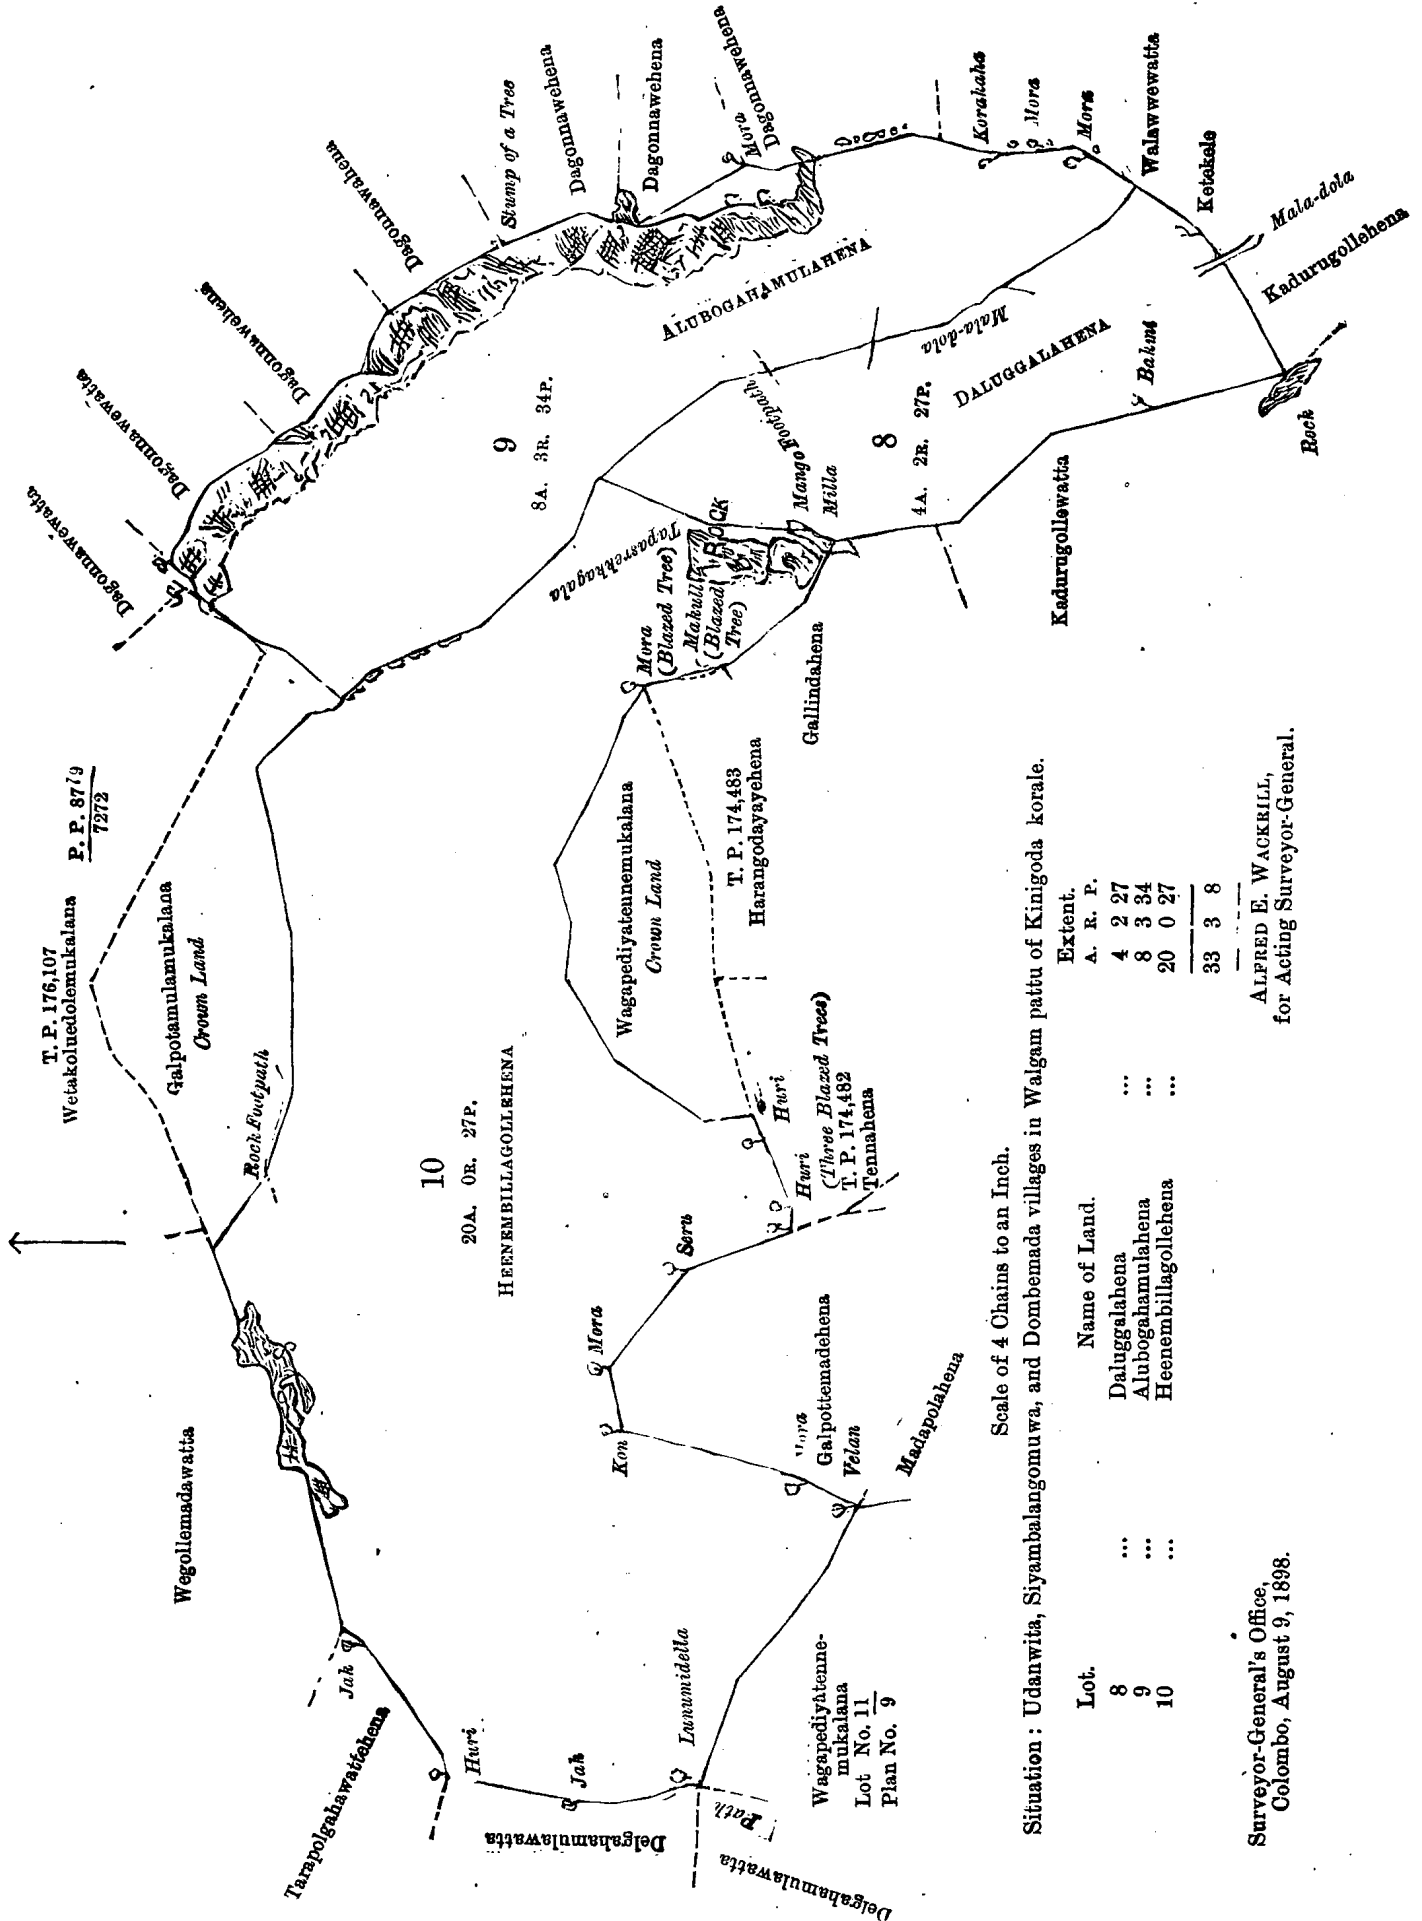 T. P. 176,107
Wetakoluedolemukalana
P. P. 8779
7272
Galpotamulamukalana
Crown Land
Rock Footpath
Wegollemadawatta
Jak
Tarapolgahawattehena
Huri
Jak
Delgahamulawatta
Lunumidella
Path
Delgahamulawatta
Wagapediyatenne-
mukalana
Lot No. 11
Plan No. 9
10
20A. 0R. 27P.
HEENEMBILLAGOLLEHENA
Kon
Mora
Seru
Galpottemadehena
Velan
Madapolahena
Huri
Huri
(Three Blazed Trees)
T. P. 174,482
Tennahena
Wagapediyatennemukalana
Crown Land
T. P. 174,483
Harangodayayehena
Mora
(Blazed Tree)
(Blazed
Tree)
Tapasrekkagala
ROCK
Gallindahena
Mango
Milla
Footpath
Dagonnawewatta
Dagonnawewatta
Dagonnawehena
Dagonnawahena
Stump of a Tree
Dagonnawehena
Dagonnawehena
Mora
Dagonnawehena
9
8A. 3R. 34P.
ALUBOGAHAMULAHENA
8
4A. 2R. 27P.
DALUGGALAHENA
Mala-dola
Korakaha
Mora
Mora
Walawwewatta
Ketekele
Mala-dola
Kadurugollehena
Bakmi
Rock
Kadurugollewatta
Scale of 4 Chains to an Inch.
Situation : Udanwita, Siyambalangomuwa, and Dombemada villages in Walgam pattu of Kinigoda korale.
Lot. Name of Land. Extent.
A. R. P.
8 ... Daluggalahena ... 4 2 27
9 ... Alubogahamulahena ... 8 3 34
10 ... Heenembillagollehena ... 20 0 27
33 3 8
Surveyor-General's Office,
Colombo, August 9, 1898.
ALFRED E. WACKRILL,
for Acting Surveyor-General.